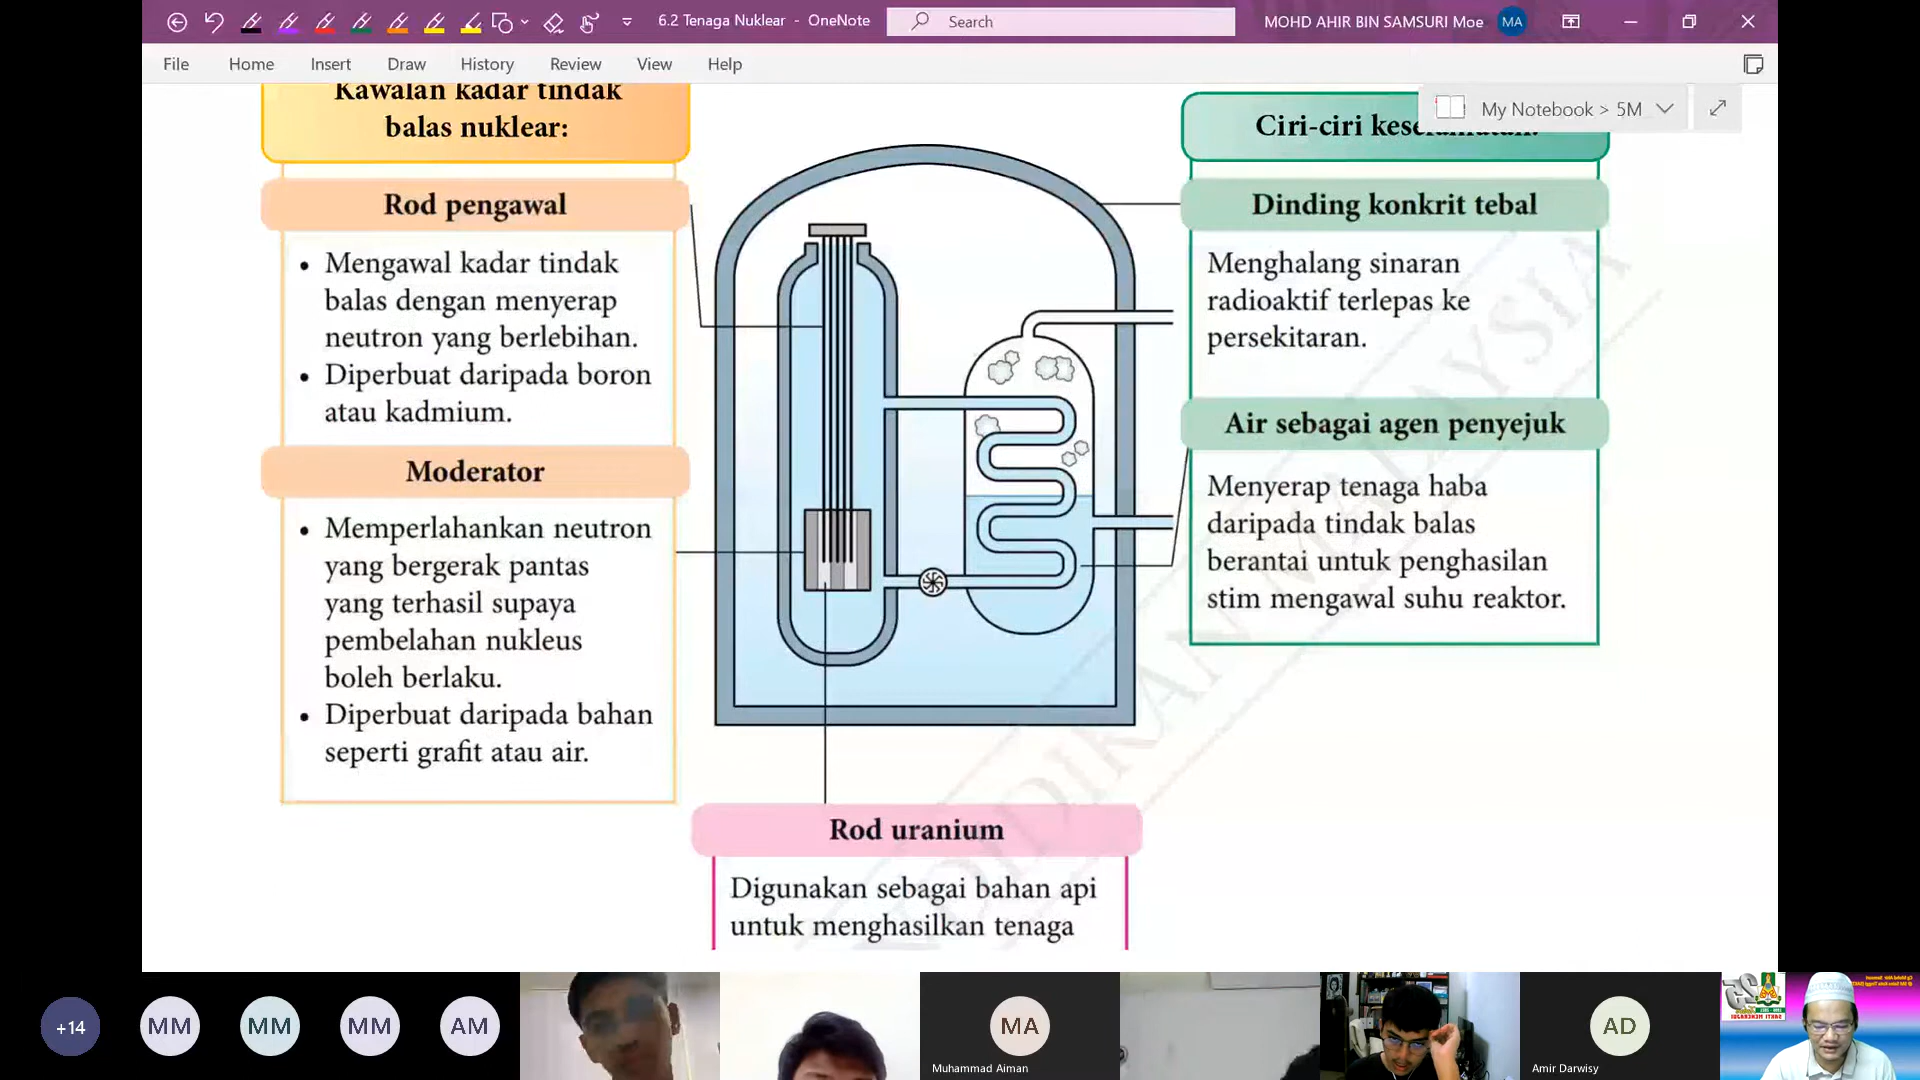 6.2 Tenaga Nuklear - OneNote
Search
MOHD AHIR BIN SAMSURI Moe
MA
File
Home
Insert
Draw
History
Review
View
Help
My Notebook > 5M
Kawalan kadar tindak
balas nuklear:
Rod pengawal
• Mengawal kadar tindak
balas dengan menyerap
neutron yang berlebihan.
• Diperbuat daripada boron
atau kadmium.
Moderator
• Memperlahankan neutron
yang bergerak pantas
yang terhasil supaya
pembelahan nukleus
boleh berlaku.
• Diperbuat daripada bahan
seperti grafit atau air.
Ciri-ciri keselamatan:
Dinding konkrit tebal
Menghalang sinaran
radioaktif terlepas ke
persekitaran.
Air sebagai agen penyejuk
Menyerap tenaga haba
daripada tindak balas
berantai untuk penghasilan
stim mengawal suhu reaktor.
Rod uranium
Digunakan sebagai bahan api
untuk menghasilkan tenaga
+14
MM
MM
MM
AM
MA
Muhammad Aiman
AD
Amir Darwisy